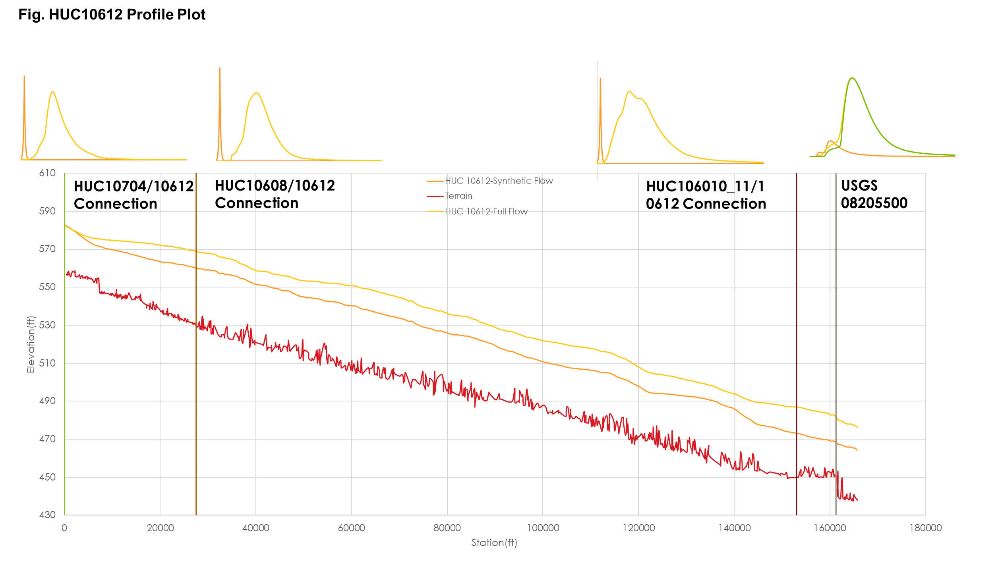 Fig. HUC10612 Profile Plot
HUC10704/10612
Connection
HUC10608/10612
Connection
HUC 10612-Synthetic Flow
Terrain
HUC 10612-Full Flow
HUC106010_11/1
0612 Connection
USGS
08205500
610
590
570
550
530
510
490
470
450
430
Elevation(ft)
0
20000
40000
60000
80000
100000
120000
140000
160000
180000
Station(ft)